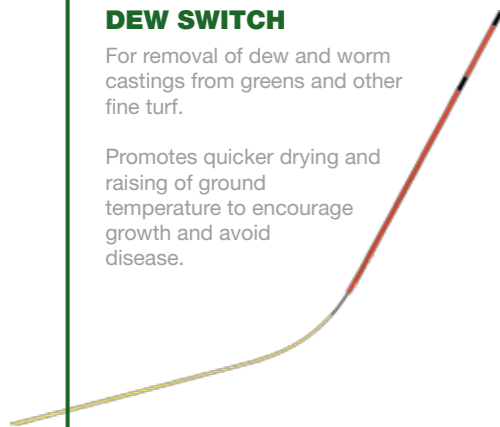 DEW SWITCH
For removal of dew and worm
castings from greens and other
fine turf.
Promotes quicker drying and
raising of ground
temperature to encourage
growth and avoid
disease.